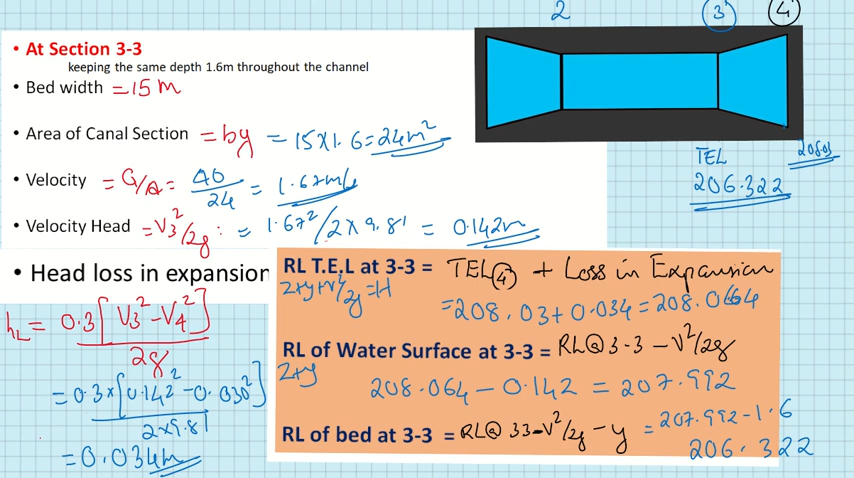 2 3 4
• At Section 3-3
keeping the same depth 1.6m throughout the channel
• Bed width = 15 m
• Area of Canal Section = by = 15×1.6 = 24m²
• Velocity = Q/A = 40/24 = 1.67m/s
• Velocity Head = V₃²/2g = 1.67²/2×9.81 = 0.142m
TEL
206.322
208.03
• Head loss in expansion
hL = 0.3[V₃² - V₄²]
2g
= 0.3×[0.142² - 0.030²]
2×9.81
= 0.034m
RL T.E.L at 3-3 = TEL④ + Loss in Expansion
Z+y+V²/2g = H
= 208.03 + 0.034 = 208.064
RL of Water Surface at 3-3 = RL@3-3 - V²/2g
Z+y
208.064 - 0.142 = 207.992
RL of bed at 3-3 = RL@ 33 - V²/2g - y = 207.992 - 1.6
206.322